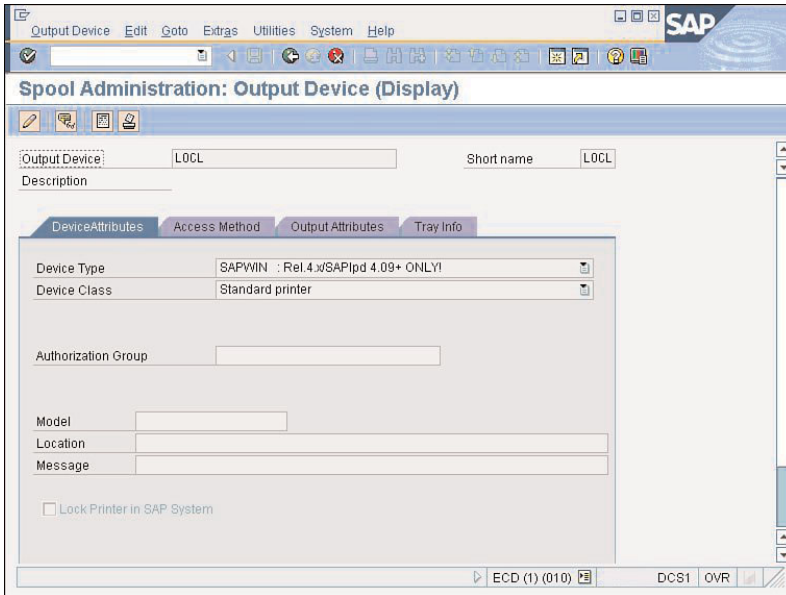 Output Device Edit Goto Extras Utilities System Help
SAP
Spool Administration: Output Device (Display)
Output Device LOCL Short name LOCL
Description
DeviceAttributes Access Method Output Attributes Tray Info
Device Type SAPWIN : Rel.4.x/SAPlpd 4.09+ ONLY!
Device Class Standard printer
Authorization Group
Model
Location
Message
Lock Printer in SAP System
ECD (1) (010) DCS1 OVR